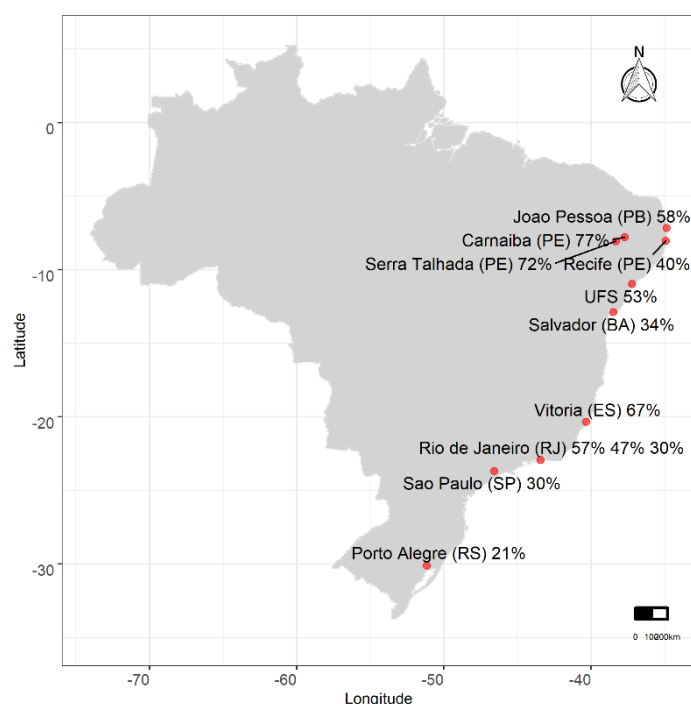 N
0
Joao Pessoa (PB) 58%
Carnaiba (PE) 77%
Serra Talhada (PE) 72%
Recife (PE) 40%
-10
UFS 53%
Salvador (BA) 34%
Latitude
Vitoria (ES) 67%
-20
Rio de Janeiro (RJ) 57% 47% 30%
Sao Paulo (SP) 30%
Porto Alegre (RS) 21%
-30
0
-70
-60
-50
-40
Longitude